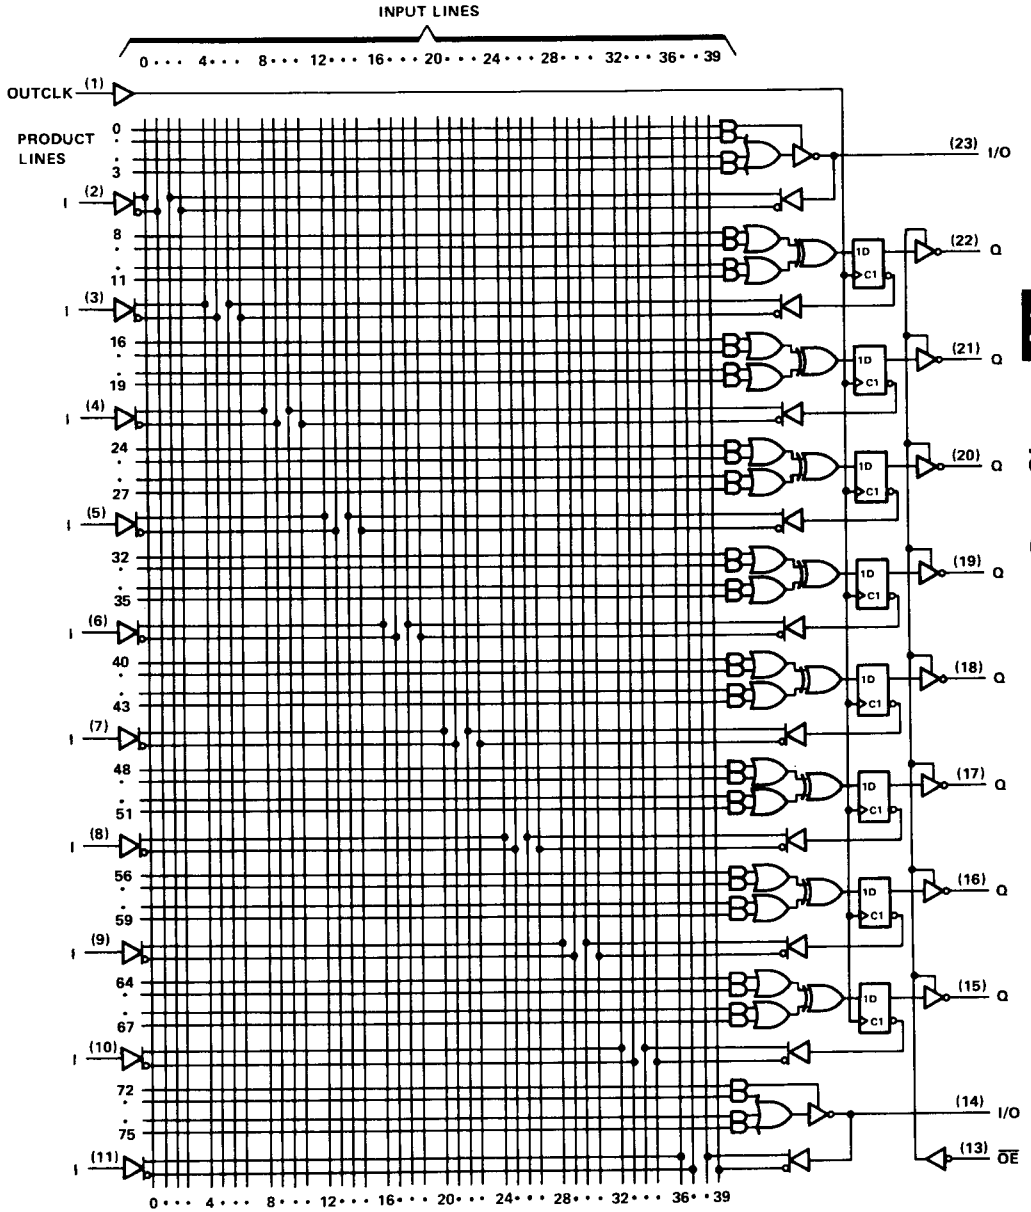 INPUT LINES
0 · · · 4 · · · 8 · · · 12 · · · 16 · · · 20 · · · 24 · · · 28 · · · 32 · · · 36 · · 39
OUTCLK (1)
PRODUCT
LINES
0
·
·
3
(23) I/O
I (2)
8
·
·
11
1D
C1
(22) Q
I (3)
16
·
·
19
1D
C1
(21) Q
I (4)
24
·
·
27
1D
C1
(20) Q
I (5)
32
·
·
35
1D
C1
(19) Q
I (6)
40
·
·
43
1D
C1
(18) Q
I (7)
48
·
·
51
1D
C1
(17) Q
I (8)
56
·
·
59
1D
C1
(16) Q
I (9)
64
·
·
67
1D
C1
(15) Q
I (10)
72
·
·
75
(14) I/O
I (11)
(13) O̅E̅
0 · · · 4 · · · 8 · · · 12 · · · 16 · · · 20 · · · 24 · · · 28 · · · 32 · · · 36 · · 39